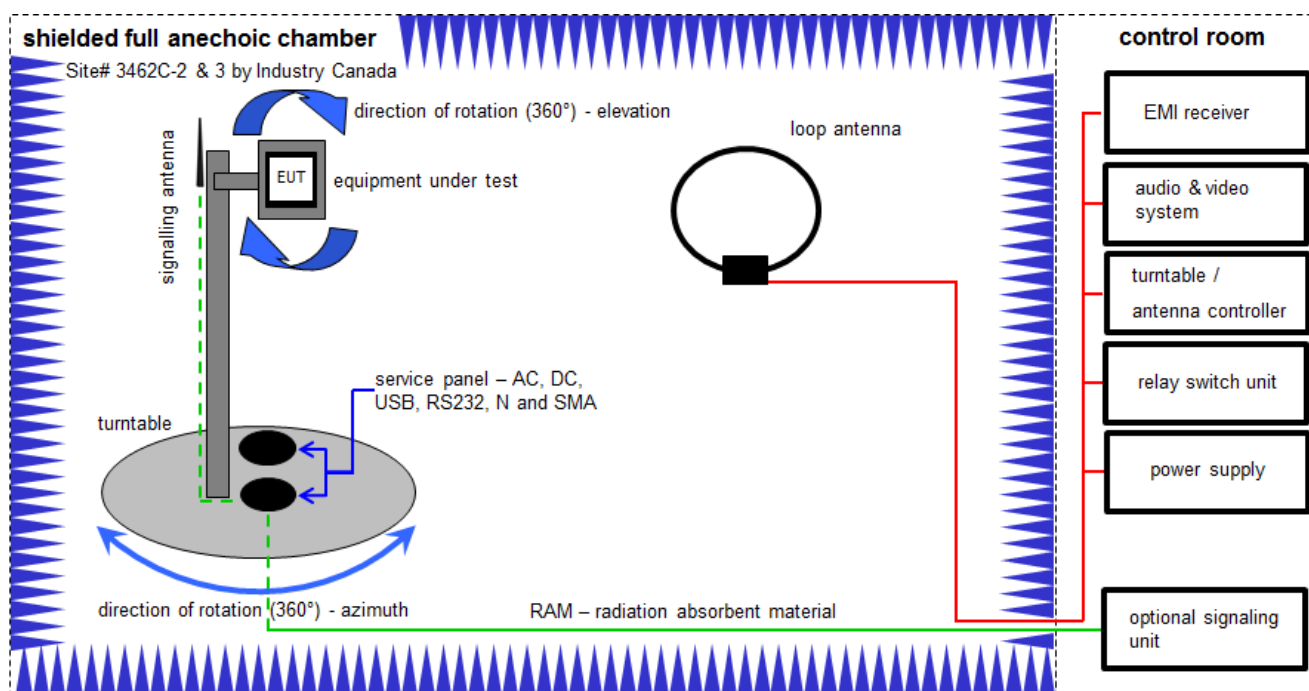 shielded full anechoic chamber
Site# 3462C-2 & 3 by Industry Canada
direction of rotation (360°) - elevation
signalling antenna
EUT
equipment under test
loop antenna
service panel – AC, DC,
USB, RS232, N and SMA
turntable
direction of rotation (360°) - azimuth
RAM – radiation absorbent material
control room
EMI receiver
audio & video
system
turntable /
antenna controller
relay switch unit
power supply
optional signaling
unit